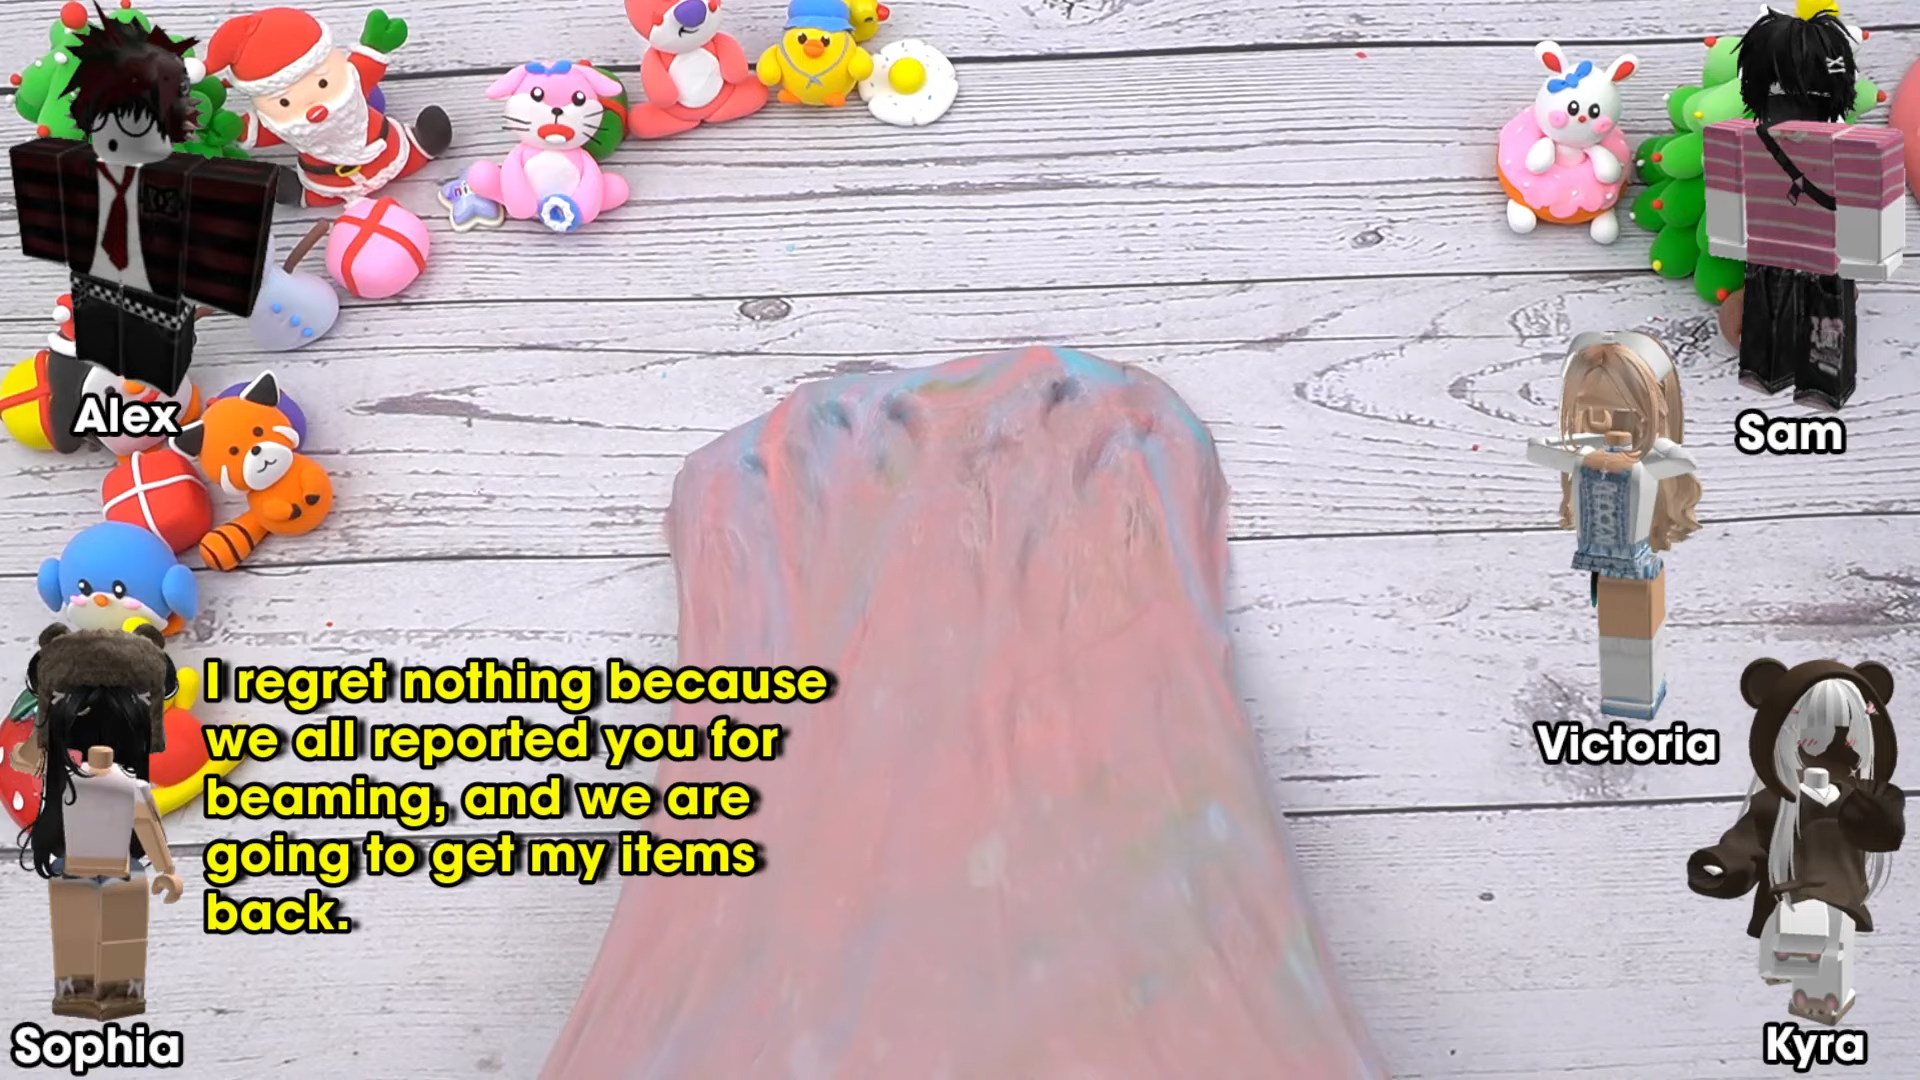 Alex
Sam
I regret nothing because
we all reported you for
beaming, and we are
going to get my items
back.
Victoria
Sophia
Kyra